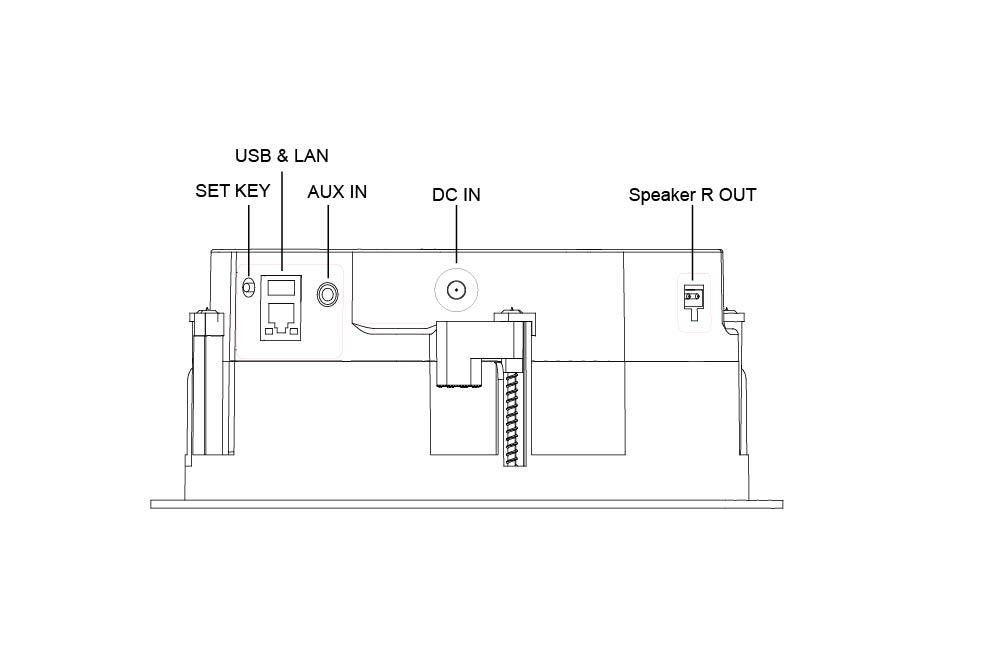 USB & LAN
SET KEY
AUX IN
DC IN
Speaker R OUT